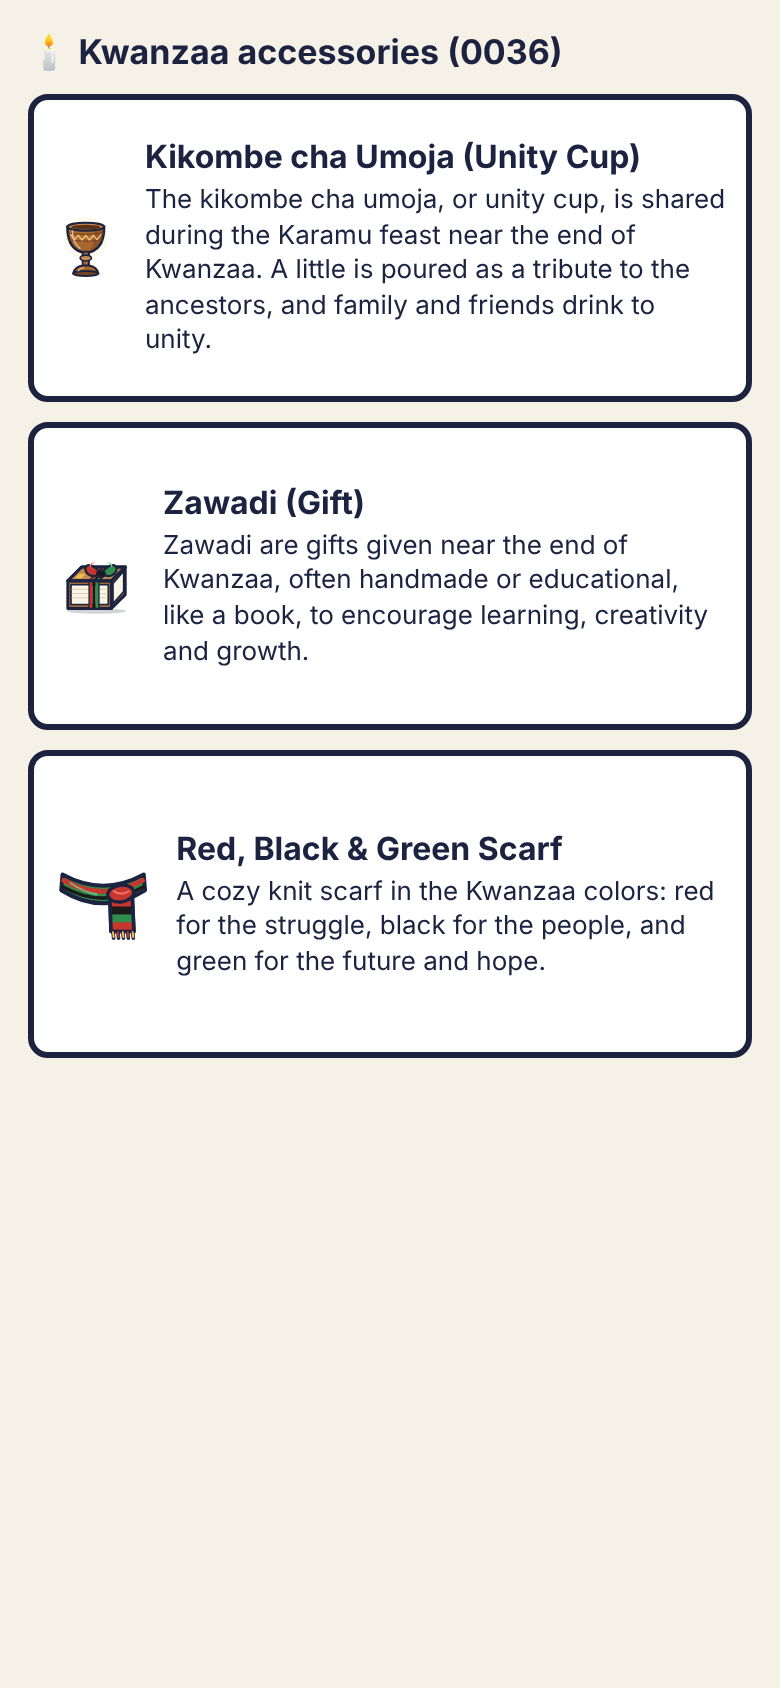 🕯️ Kwanzaa accessories (0036)
Kikombe cha Umoja (Unity Cup)
The kikombe cha umoja, or unity cup, is shared
during the Karamu feast near the end of
Kwanzaa. A little is poured as a tribute to the
ancestors, and family and friends drink to
unity.
Zawadi (Gift)
Zawadi are gifts given near the end of
Kwanzaa, often handmade or educational,
like a book, to encourage learning, creativity
and growth.
Red, Black & Green Scarf
A cozy knit scarf in the Kwanzaa colors: red
for the struggle, black for the people, and
green for the future and hope.